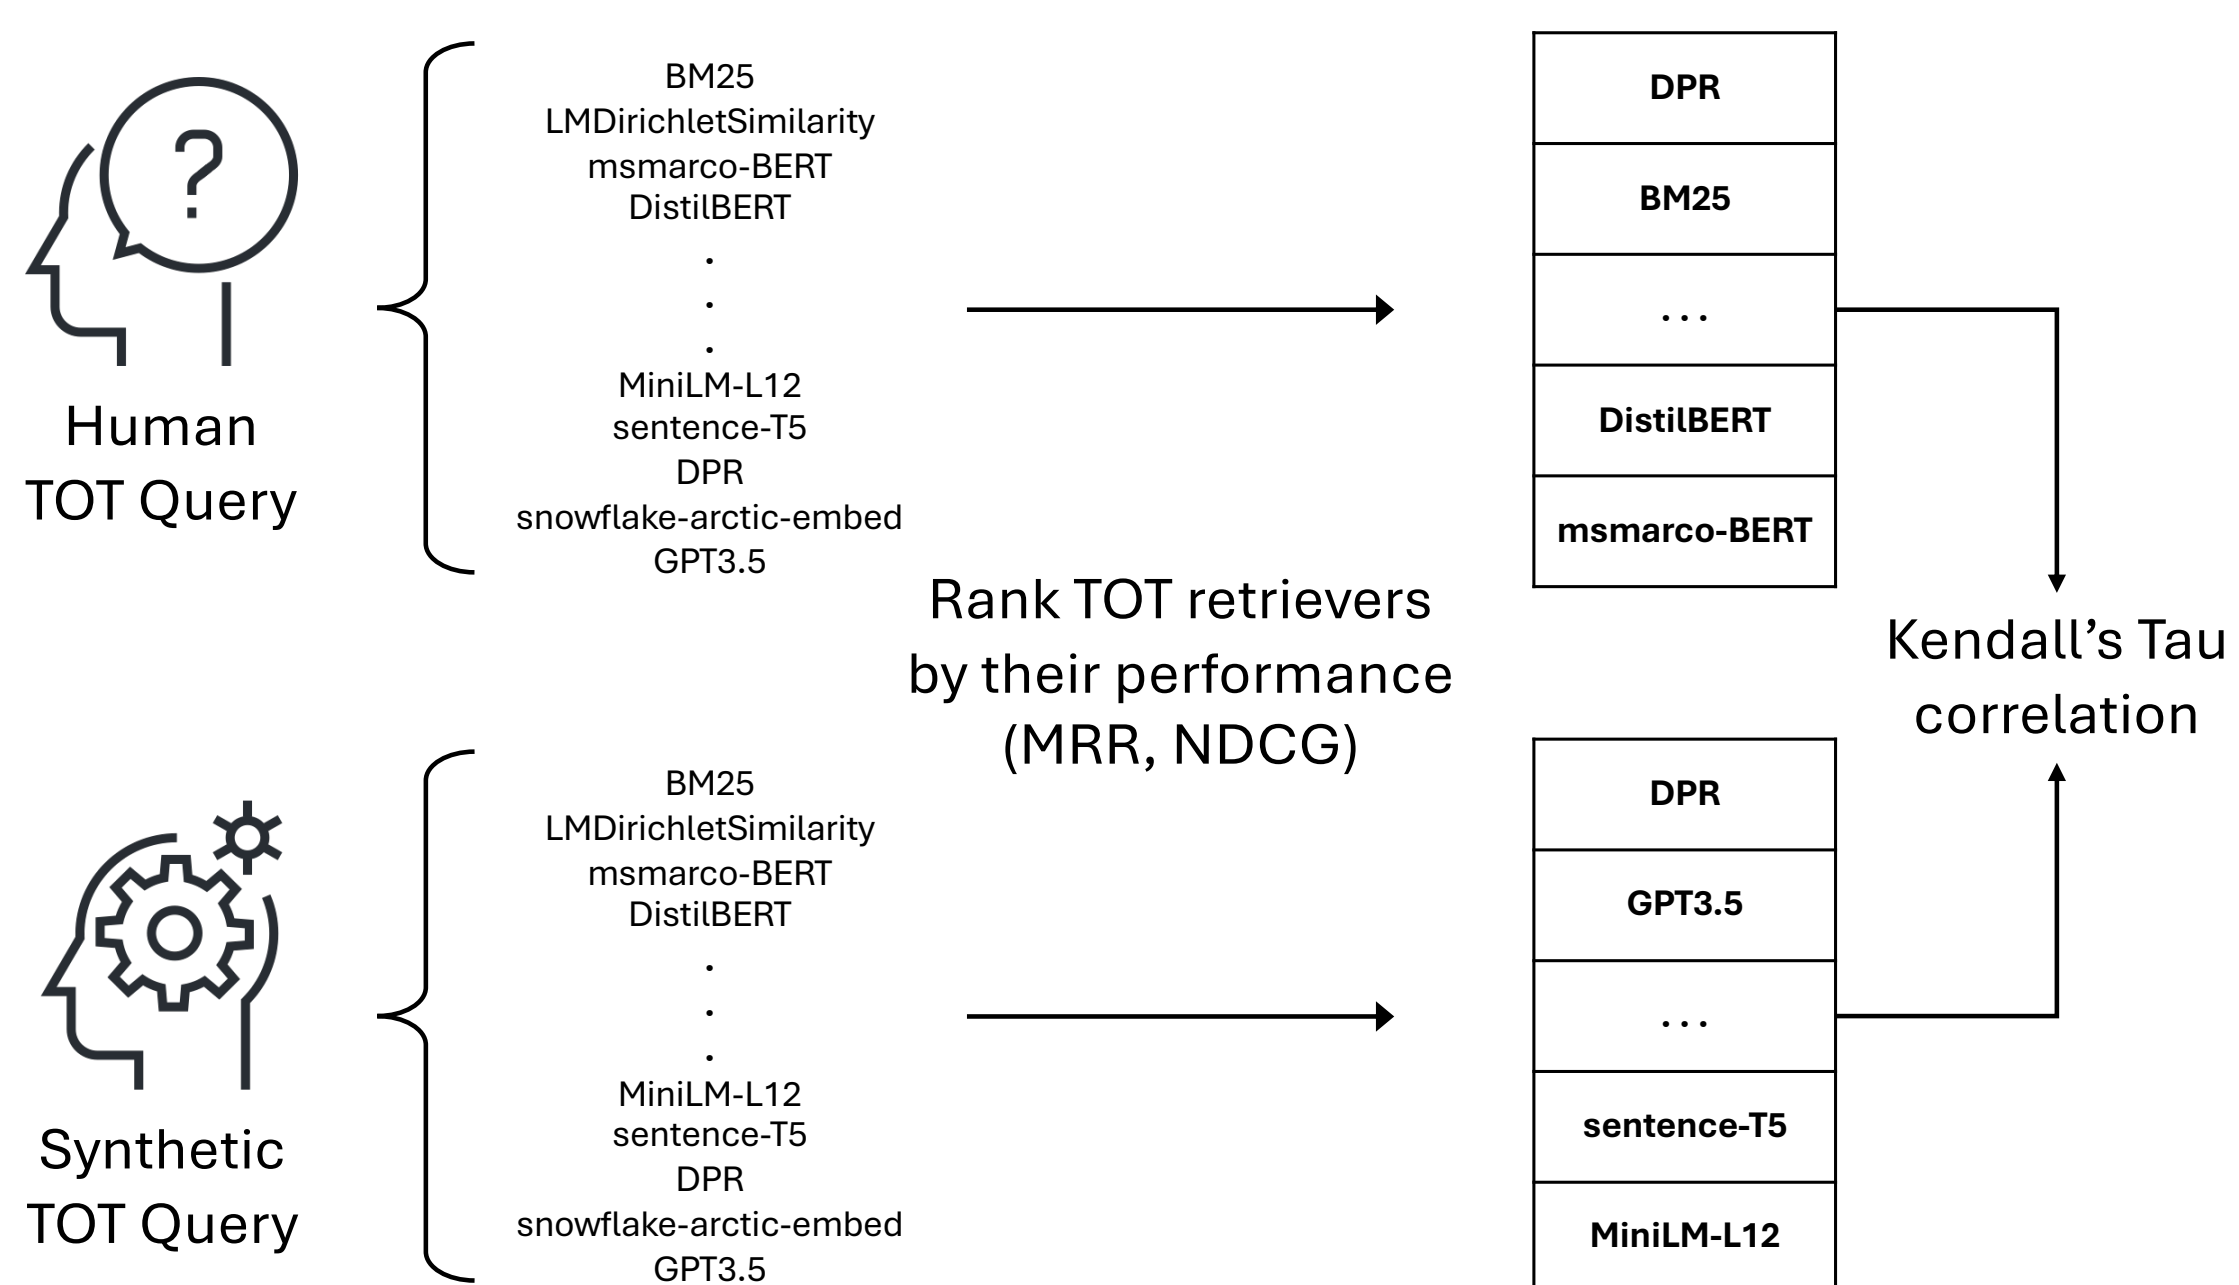 ?
Human
TOT Query
BM25
LMDirichletSimilarity
msmarco-BERT
DistilBERT
.
.
.
MiniLM-L12
sentence-T5
DPR
snowflake-arctic-embed
GPT3.5
DPR
BM25
...
DistilBERT
msmarco-BERT
Rank TOT retrievers
by their performance
(MRR, NDCG)
Kendall's Tau
correlation
Synthetic
TOT Query
BM25
LMDirichletSimilarity
msmarco-BERT
DistilBERT
.
.
.
MiniLM-L12
sentence-T5
DPR
snowflake-arctic-embed
GPT3.5
DPR
GPT3.5
...
sentence-T5
MiniLM-L12